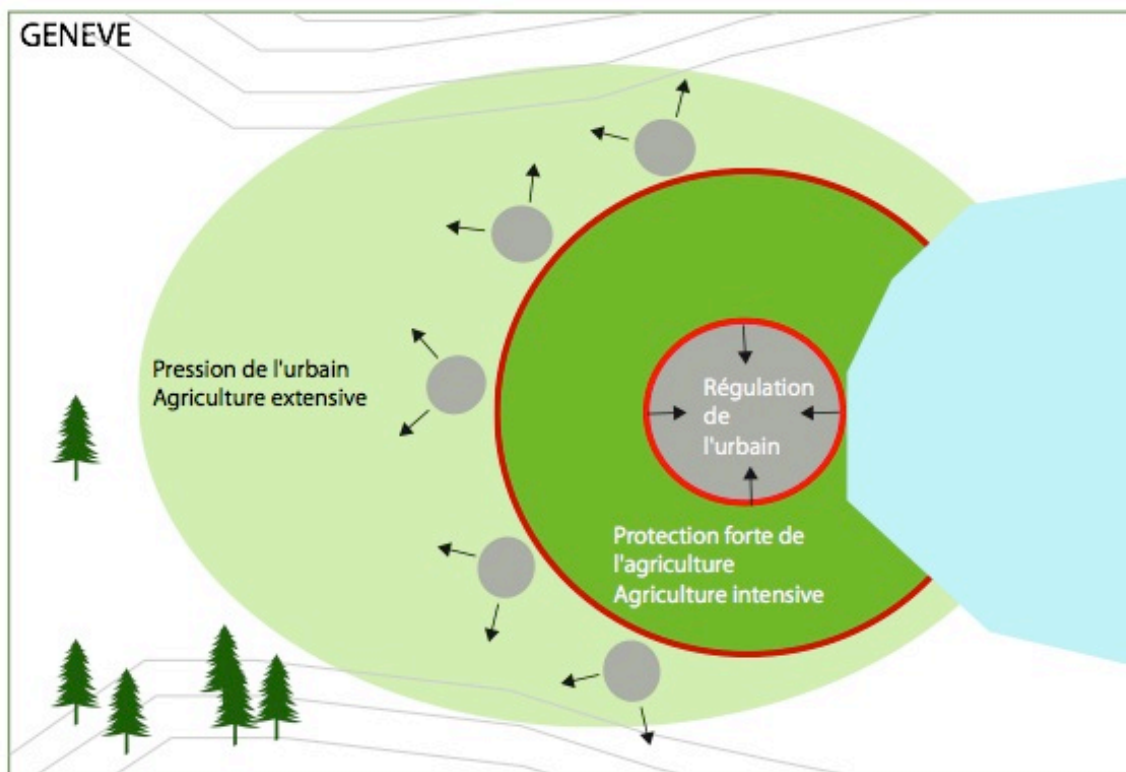 GENEVE
Pression de l'urbain
Agriculture extensive
Régulation
de
l'urbain
Protection forte de
l'agriculture
Agriculture intensive